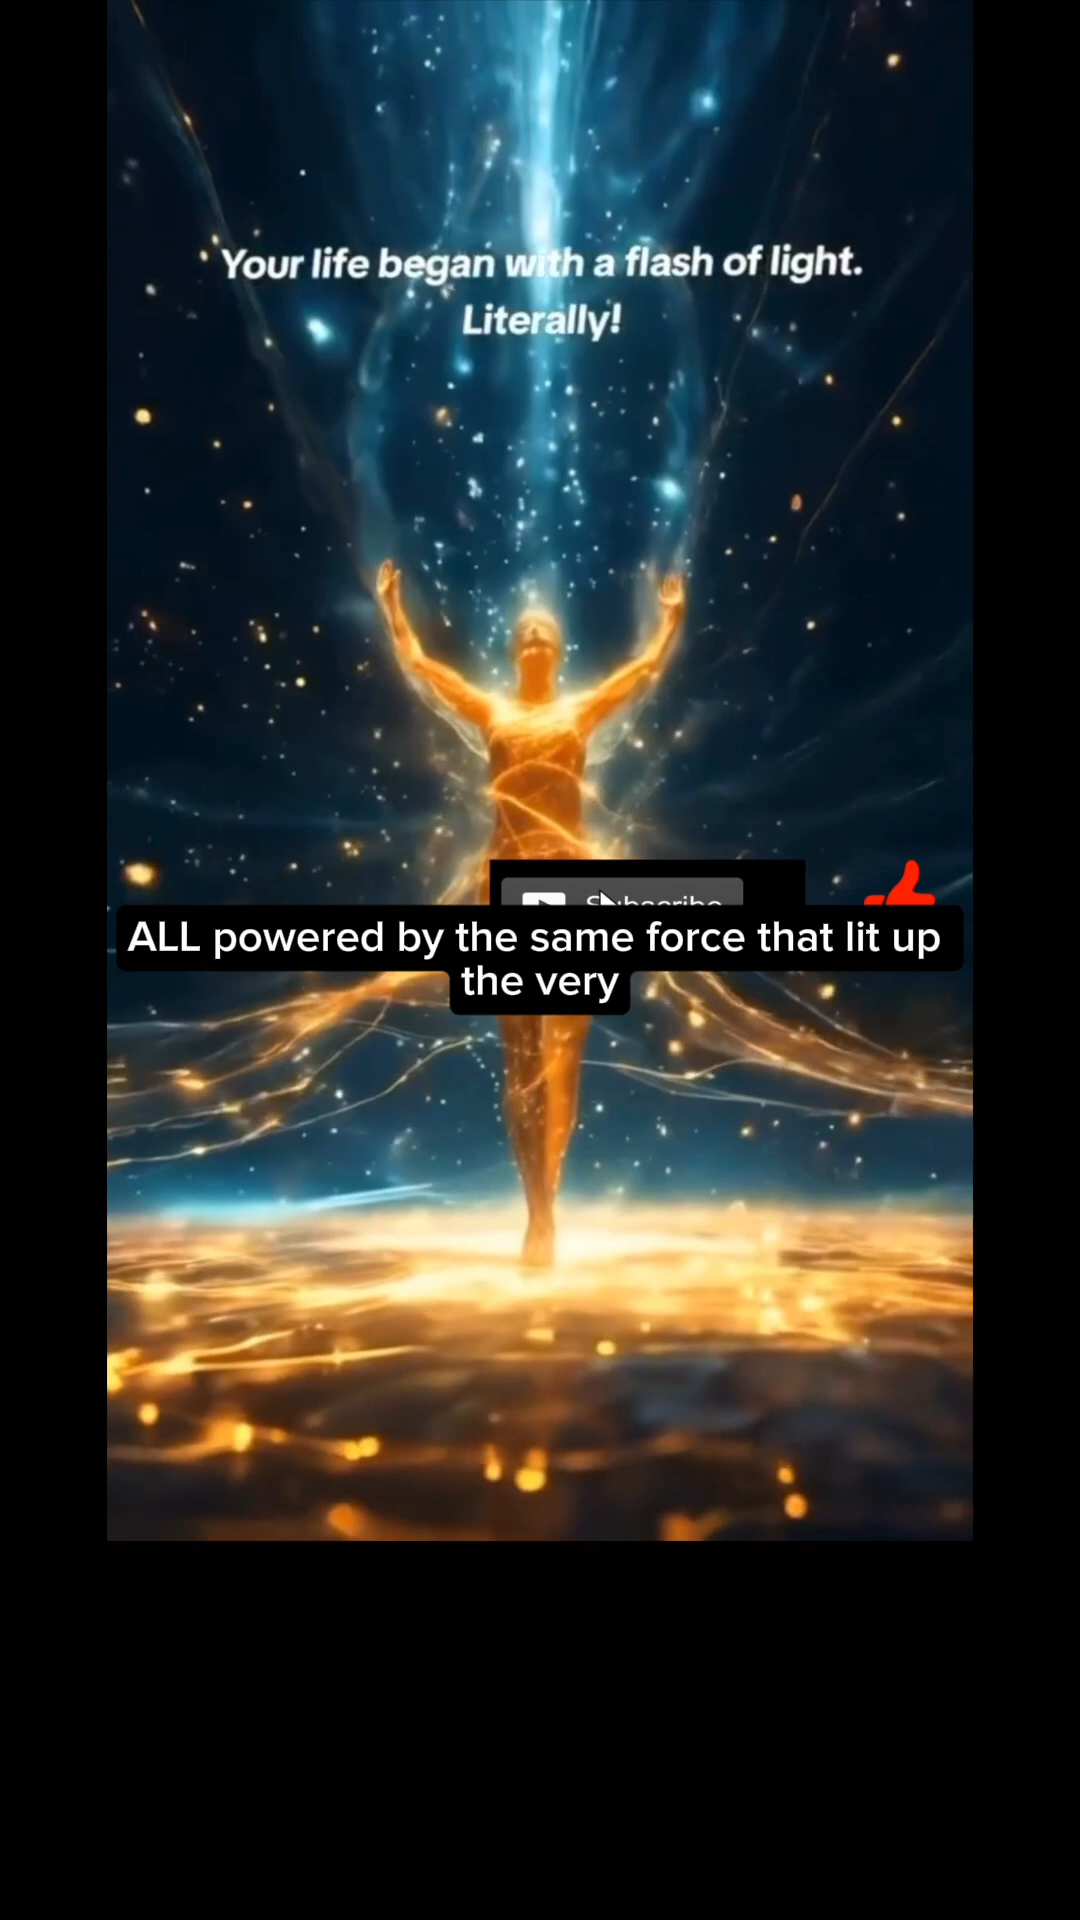 Your life began with a flash of light.
Literally!
Subscribe
ALL powered by the same force that lit up
the very